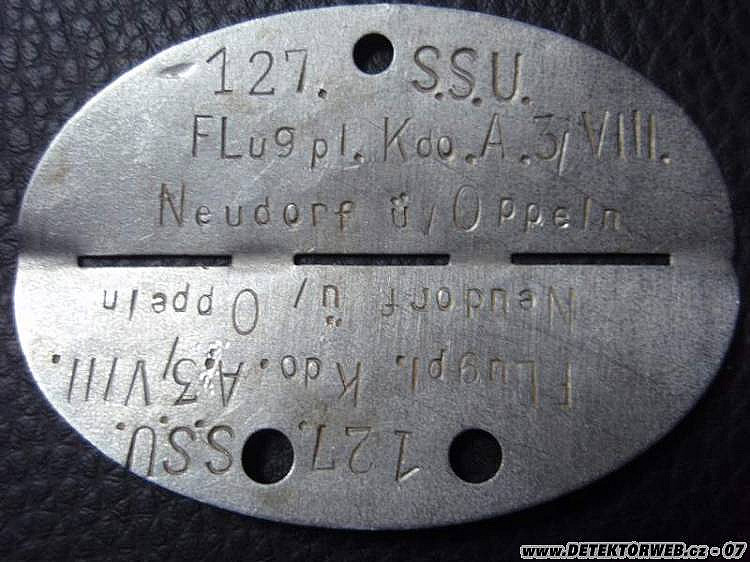 127. S.S.U.
FLugpl. Kdo. A.3/VIII.
Neudorf ü/Oppeln
Neudorf ü/Oppeln
FLugpl. Kdo. A.3/VIII.
127. S.S.U.
www.DETEKTORWEB.cz - 07